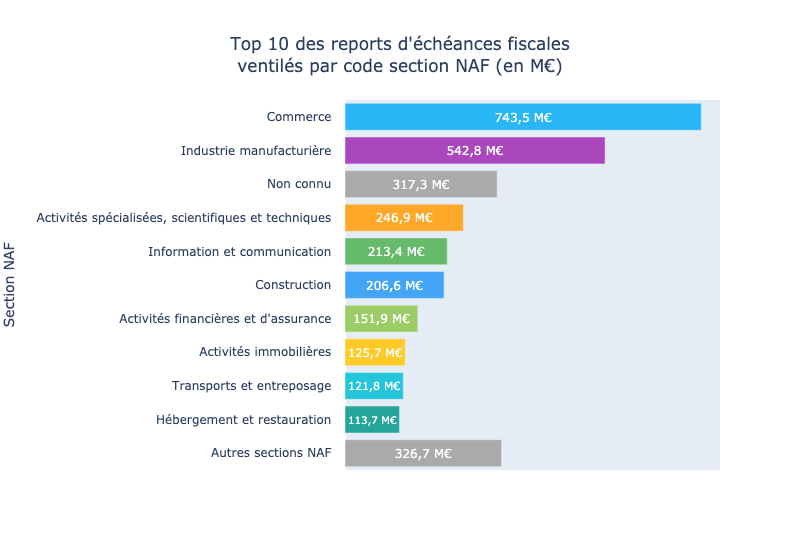 Top 10 des reports d'échéances fiscales
ventilés par code section NAF (en M€)
Section NAF
Commerce 743,5 M€
Industrie manufacturière 542,8 M€
Non connu 317,3 M€
Activités spécialisées, scientifiques et techniques 246,9 M€
Information et communication 213,4 M€
Construction 206,6 M€
Activités financières et d'assurance 151,9 M€
Activités immobilières 125,7 M€
Transports et entreposage 121,8 M€
Hébergement et restauration 113,7 M€
Autres sections NAF 326,7 M€